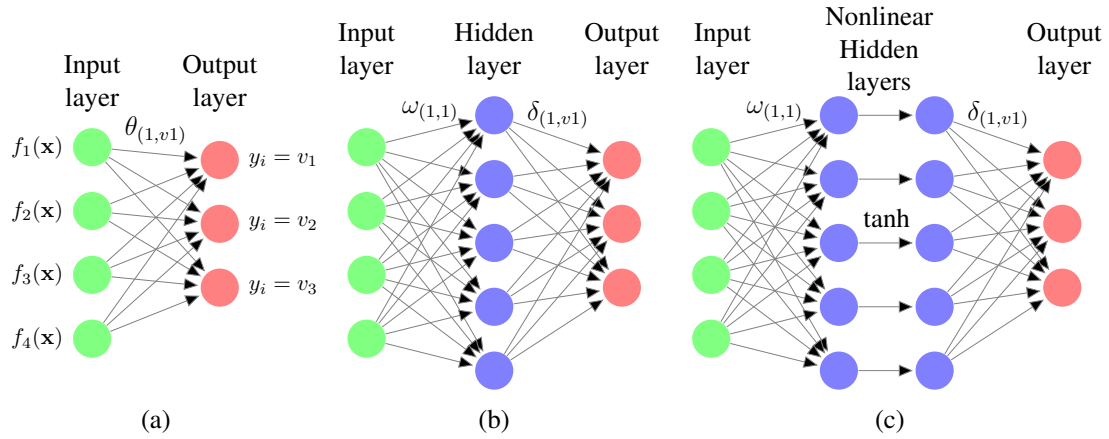 Input
layer
Output
layer
θ(1,v1)
f1(x)
f2(x)
f3(x)
f4(x)
yi = v1
yi = v2
yi = v3
(a)
Input
layer
Hidden
layer
Output
layer
ω(1,1)
δ(1,v1)
(b)
Input
layer
Nonlinear
Hidden
layers
Output
layer
ω(1,1)
δ(1,v1)
tanh
(c)